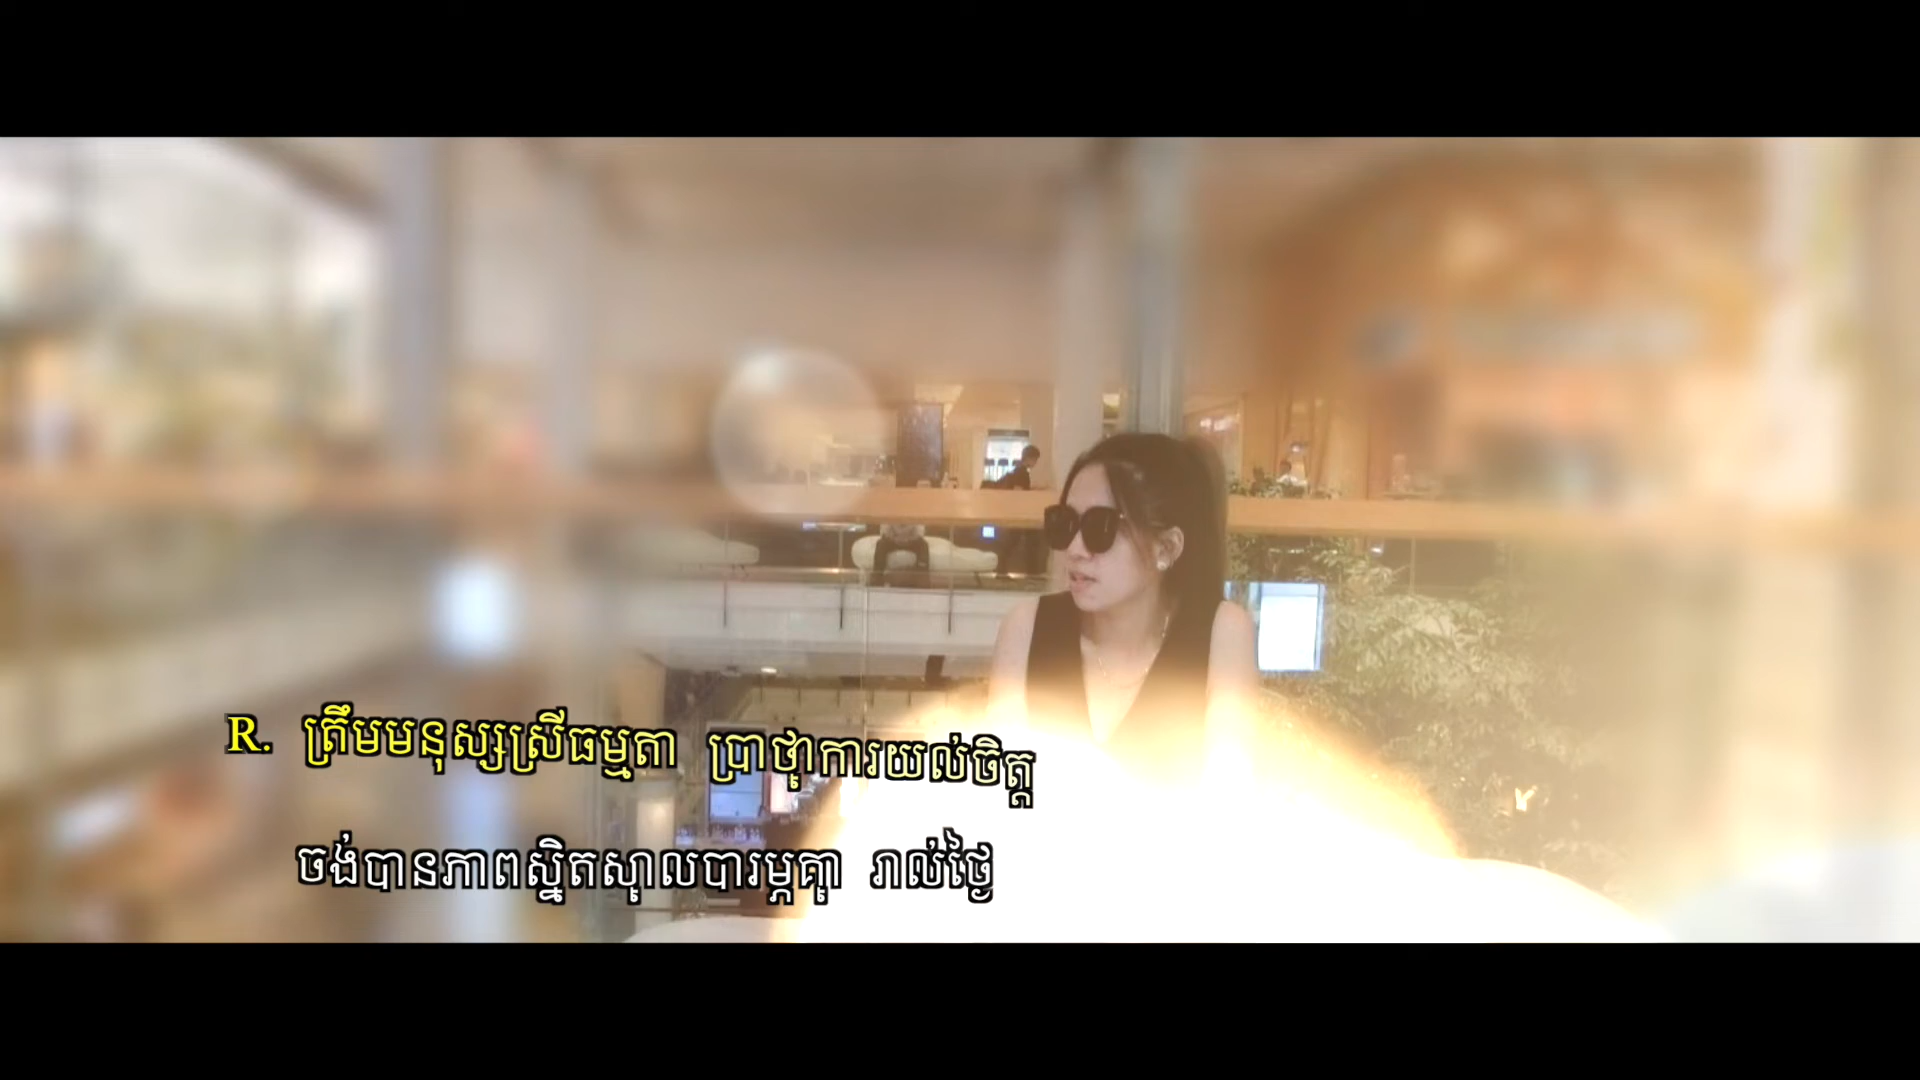 R. ត្រឹមមនុស្សស្រីធម្មតា ប្រាថ្នាការយល់ចិត្ត
ចង់បានភាពស្និតស្នាលបារម្ភគ្នា រាល់ថ្ងៃ